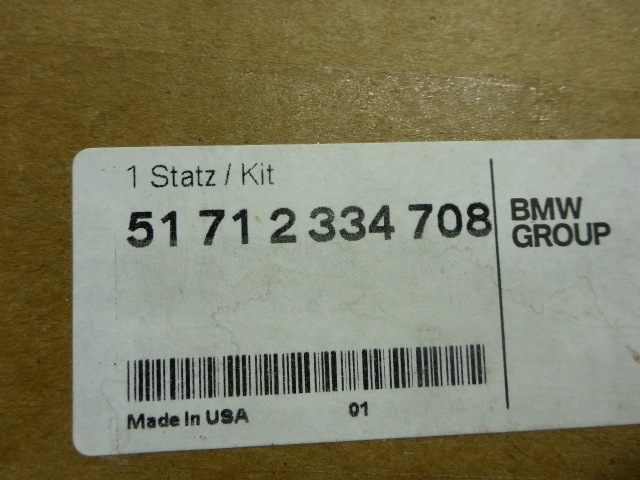 1 Statz / Kit
51 71 2 334 708
BMW
GROUP
Made In USA 01